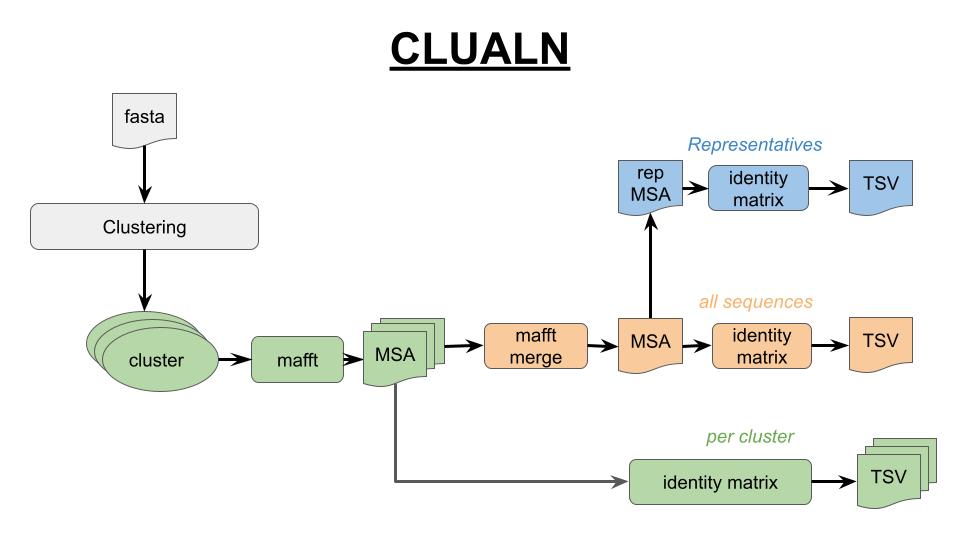 CLUALN
fasta
Clustering
cluster
mafft
MSA
mafft
merge
MSA
Representatives
rep
MSA
identity
matrix
TSV
all sequences
identity
matrix
TSV
per cluster
identity matrix
TSV